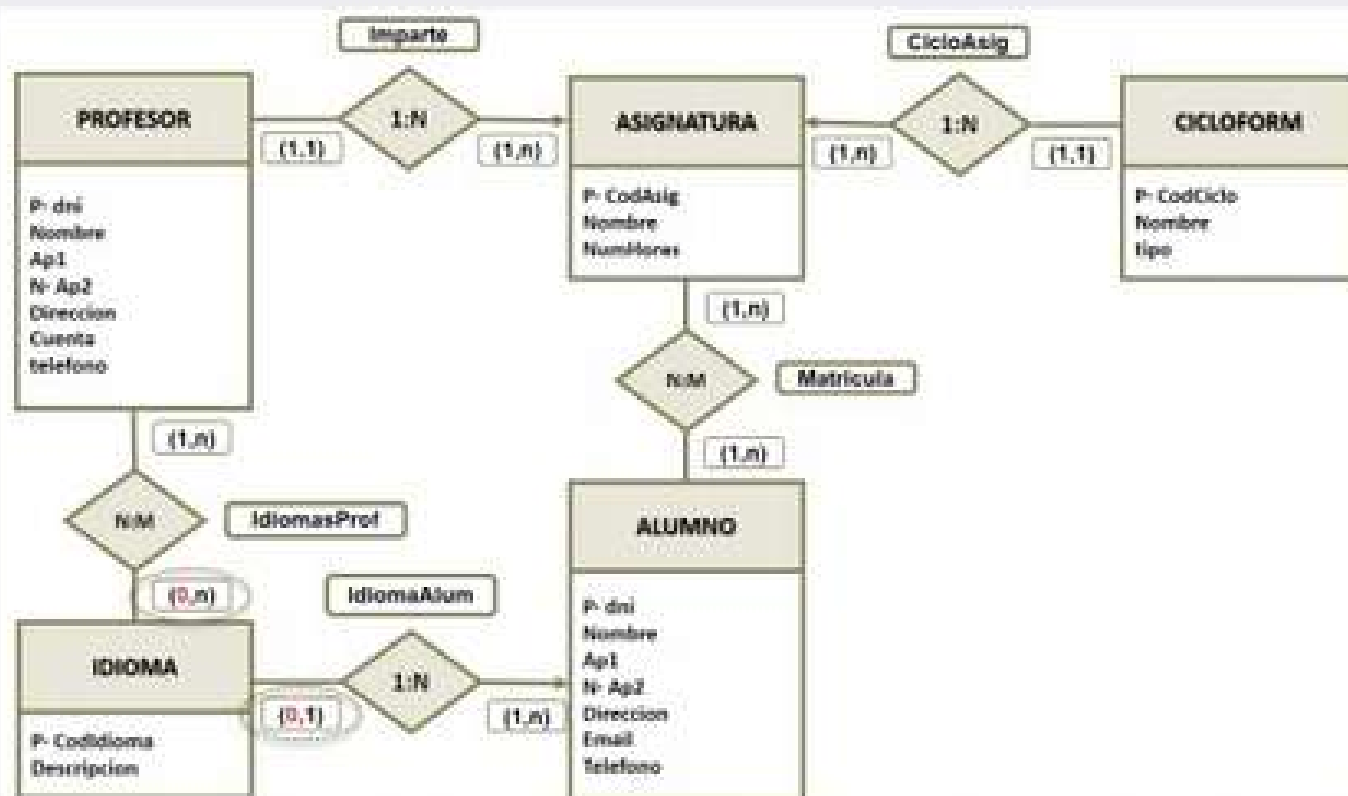 Imparte
CicloAsig
PROFESOR
1:N
ASIGNATURA
1:N
CICLOFORM
(1,1)
(1,n)
(1,n)
(1,1)
P- dni
Nombre
Ap1
N- Ap2
Direccion
Cuenta
telefono
P- CodAsig
Nombre
NumHores
P- CodCiclo
Nombre
tipo
(1,n)
N:M
Matricula
(1,n)
(1,n)
N:M
IdiomasProf
(0,n)
ALUMNO
IdiomaAlum
IDIOMA
1:N
(0,1)
(1,n)
P- CodIdioma
Descripcion
P- dni
Nombre
Ap1
N- Ap2
Direccion
Email
Telefono